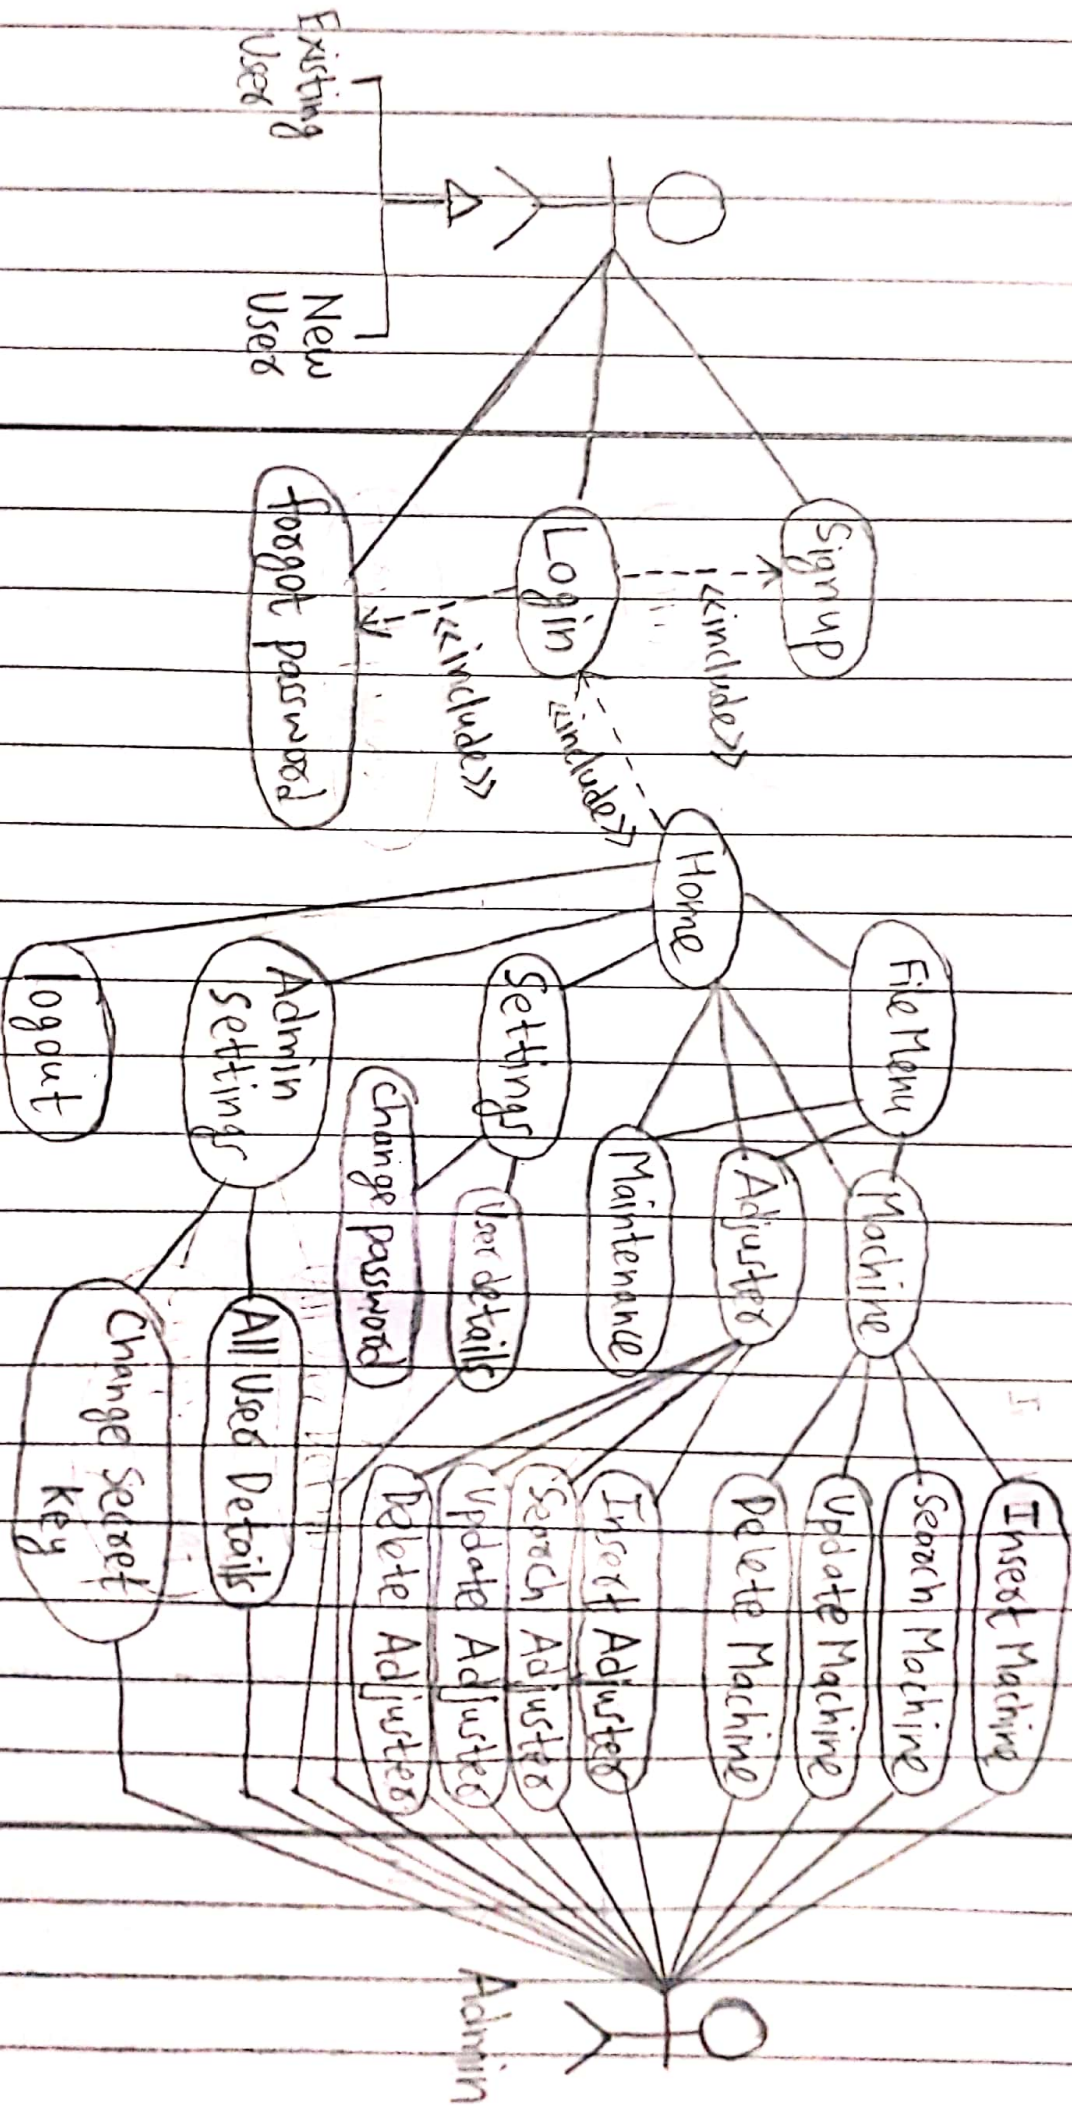 Insert Machine
Search Machine
Signup
File Menu
Machine
Update Machine
<<include>>
Delete Machine
Home
Adjuster
Login
<<include>>
Maintenance
Insert Adjuster
Search Adjuster
Settings
<<include>>
User details
Update Adjuster
Admin
Existing
User
New
User
Change password
Delete Adjuster
forgot password
Admin
Settings
All User Details
logout
Change Secret
key